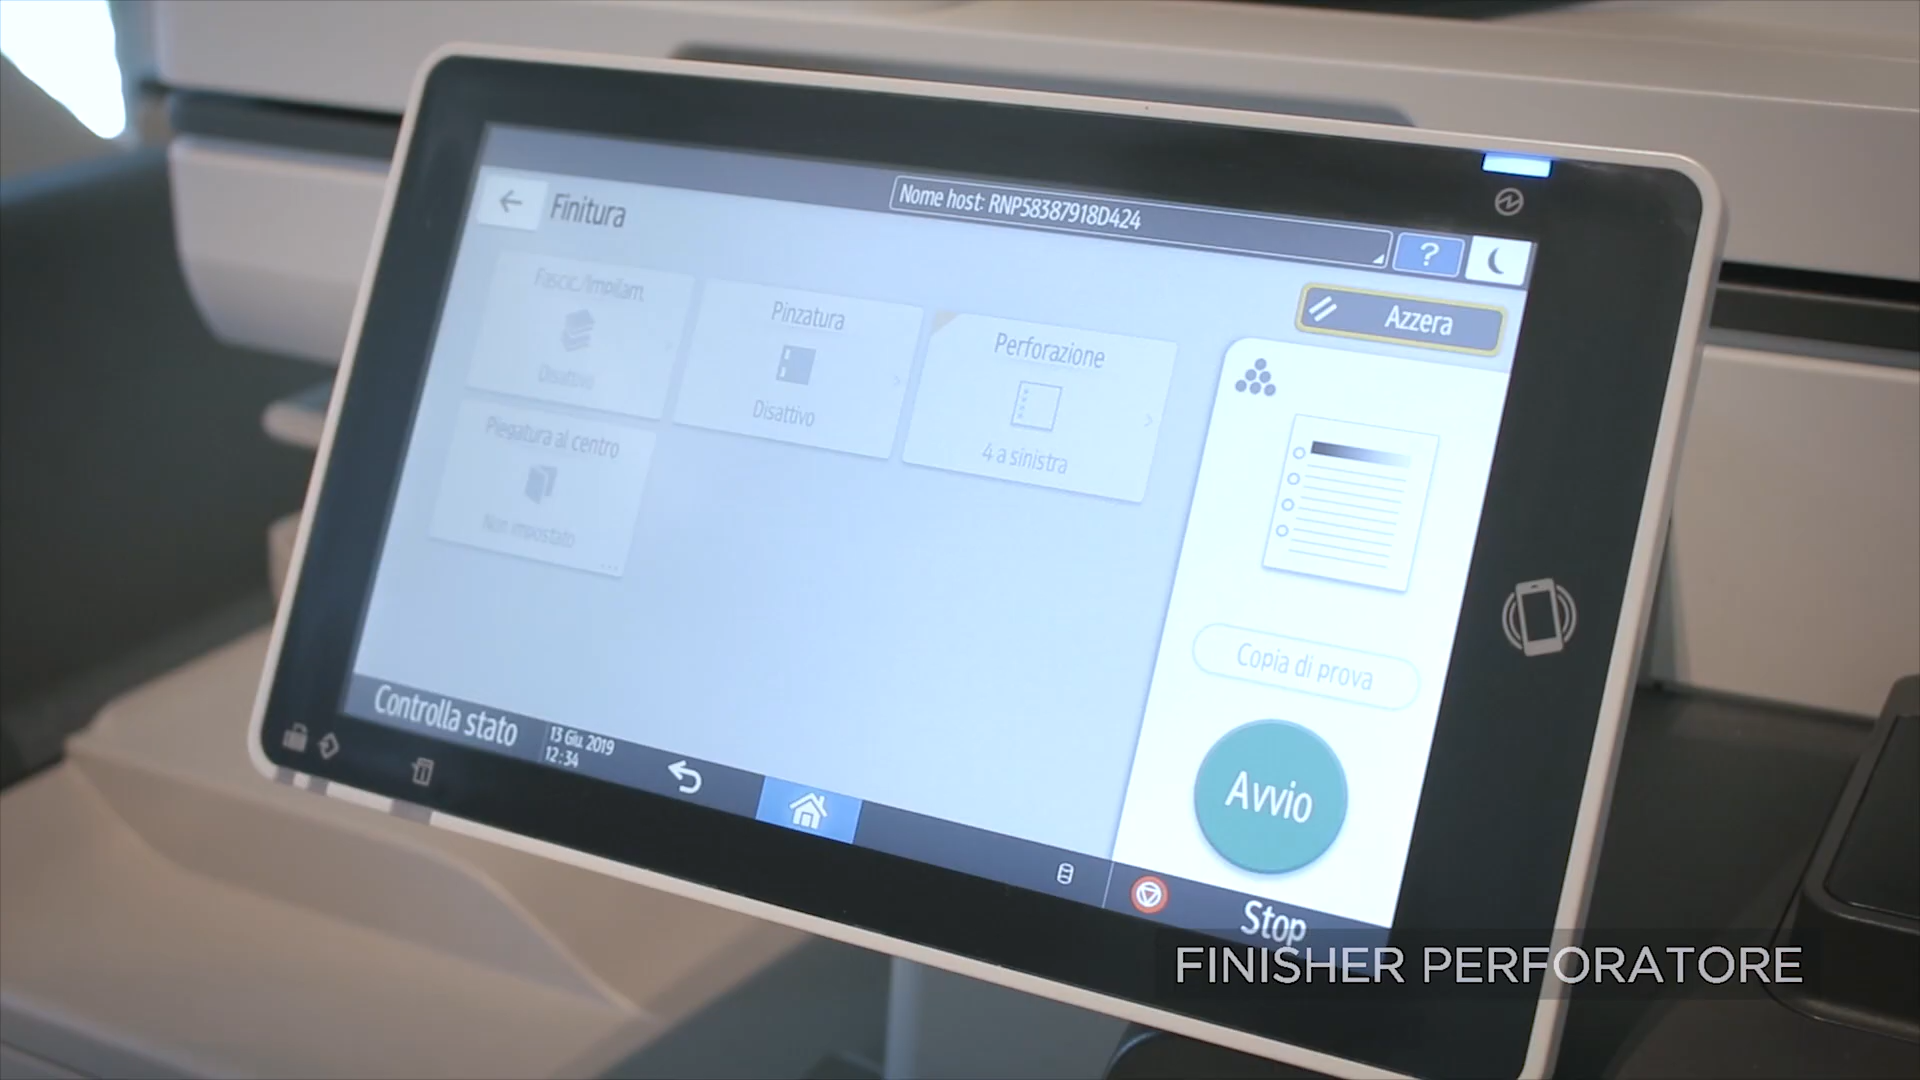 Nome host: RNP58387918D424
?
Finitura
Azzera
Fascic./Impilam.
Disattivo
Pinzatura
Disattivo
Perforazione
4 a sinistra
Piegatura al centro
Non impostato
...
Copia di prova
Avvio
Controlla stato
13 Giu. 2019
12:34
Stop
FINISHER PERFORATORE